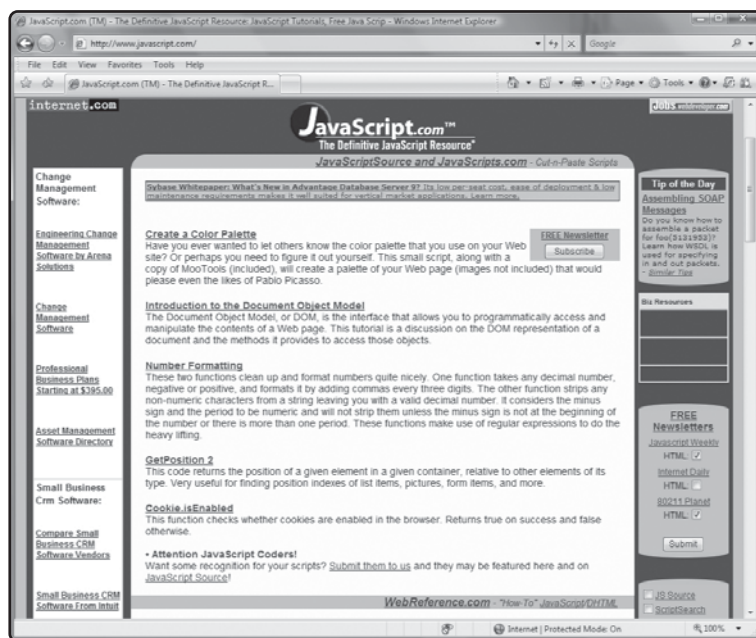 JavaScript.com (TM) - The Definitive JavaScript Resource: JavaScript Tutorials, Free Java Scrip - Windows Internet Explorer
http://www.javascript.com/
Google
File Edit View Favorites Tools Help
JavaScript.com (TM) - The Definitive JavaScript R...
Page Tools
internet.com
JavaScript.com™
The Definitive JavaScript Resource
Jobs
JavaScriptSource and JavaScripts.com - Cut-n-Paste Scripts
Change
Management
Software:
Engineering Change
Management
Software by Arena
Solutions
Change
Management
Software
Professional
Business Plans
Starting at $395.00
Asset Management
Software Directory
Small Business
Crm Software:
Compare Small
Business CRM
Software Vendors
Small Business CRM
Software From Intuit
Sybase Whitepaper: What's New in Advantage Database Server 9? Its low per-seat cost, ease of deployment & low
maintenance requirements makes it well suited for vertical market applications. Learn more.
Create a Color Palette
Have you ever wanted to let others know the color palette that you use on your Web
site? Or perhaps you need to figure it out yourself. This small script, along with a
copy of MooTools (included), will create a palette of your Web page (images not included) that would
please even the likes of Pablo Picasso.
FREE Newsletter
Subscribe
Introduction to the Document Object Model
The Document Object Model, or DOM, is the interface that allows you to programmatically access and
manipulate the contents of a Web page. This tutorial is a discussion on the DOM representation of a
document and the methods it provides to access those objects.
Number Formatting
These two functions clean up and format numbers quite nicely. One function takes any decimal number,
negative or positive, and formats it by adding commas every three digits. The other function strips any
non-numeric characters from a string leaving you with a valid decimal number. It considers the minus
sign and the period to be numeric and will not strip them unless the minus sign is not at the beginning of
the number or there is more than one period. These functions make use of regular expressions to do the
heavy lifting.
GetPosition 2
This code returns the position of a given element in a given container, relative to other elements of its
type. Very useful for finding position indexes of list items, pictures, form items, and more.
Cookie.isEnabled
This function checks whether cookies are enabled in the browser. Returns true on success and false
otherwise.
• Attention JavaScript Coders!
Want some recognition for your scripts? Submit them to us and they may be featured here and on
JavaScript Source!
WebReference.com - "How-To" JavaScript/DHTML
Tip of the Day
Assembling SOAP
Messages
Do you know how to
assemble a packet
for foo(3131953)?
Learn how WSDL is
used for specifying
in and out packets.
- Similar Tips
Biz Resources
FREE
Newsletters
Javascript Weekly
HTML:
Internet Daily
HTML:
80211 Planet
HTML:
Submit
JS Source
ScriptSearch
Internet | Protected Mode: On
100%